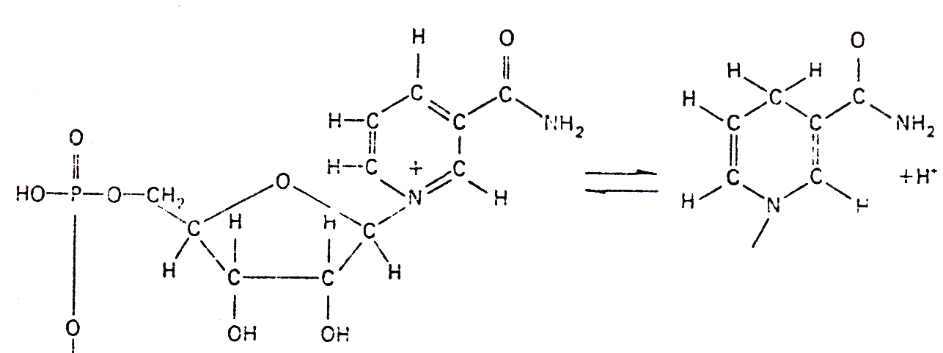 H O
H C C
H C C NH2
O H C + C
HO P O CH2 O N H
C H H C
H C C H
O OH OH
O
H H C
H C C C NH2
C C + H+
H N H